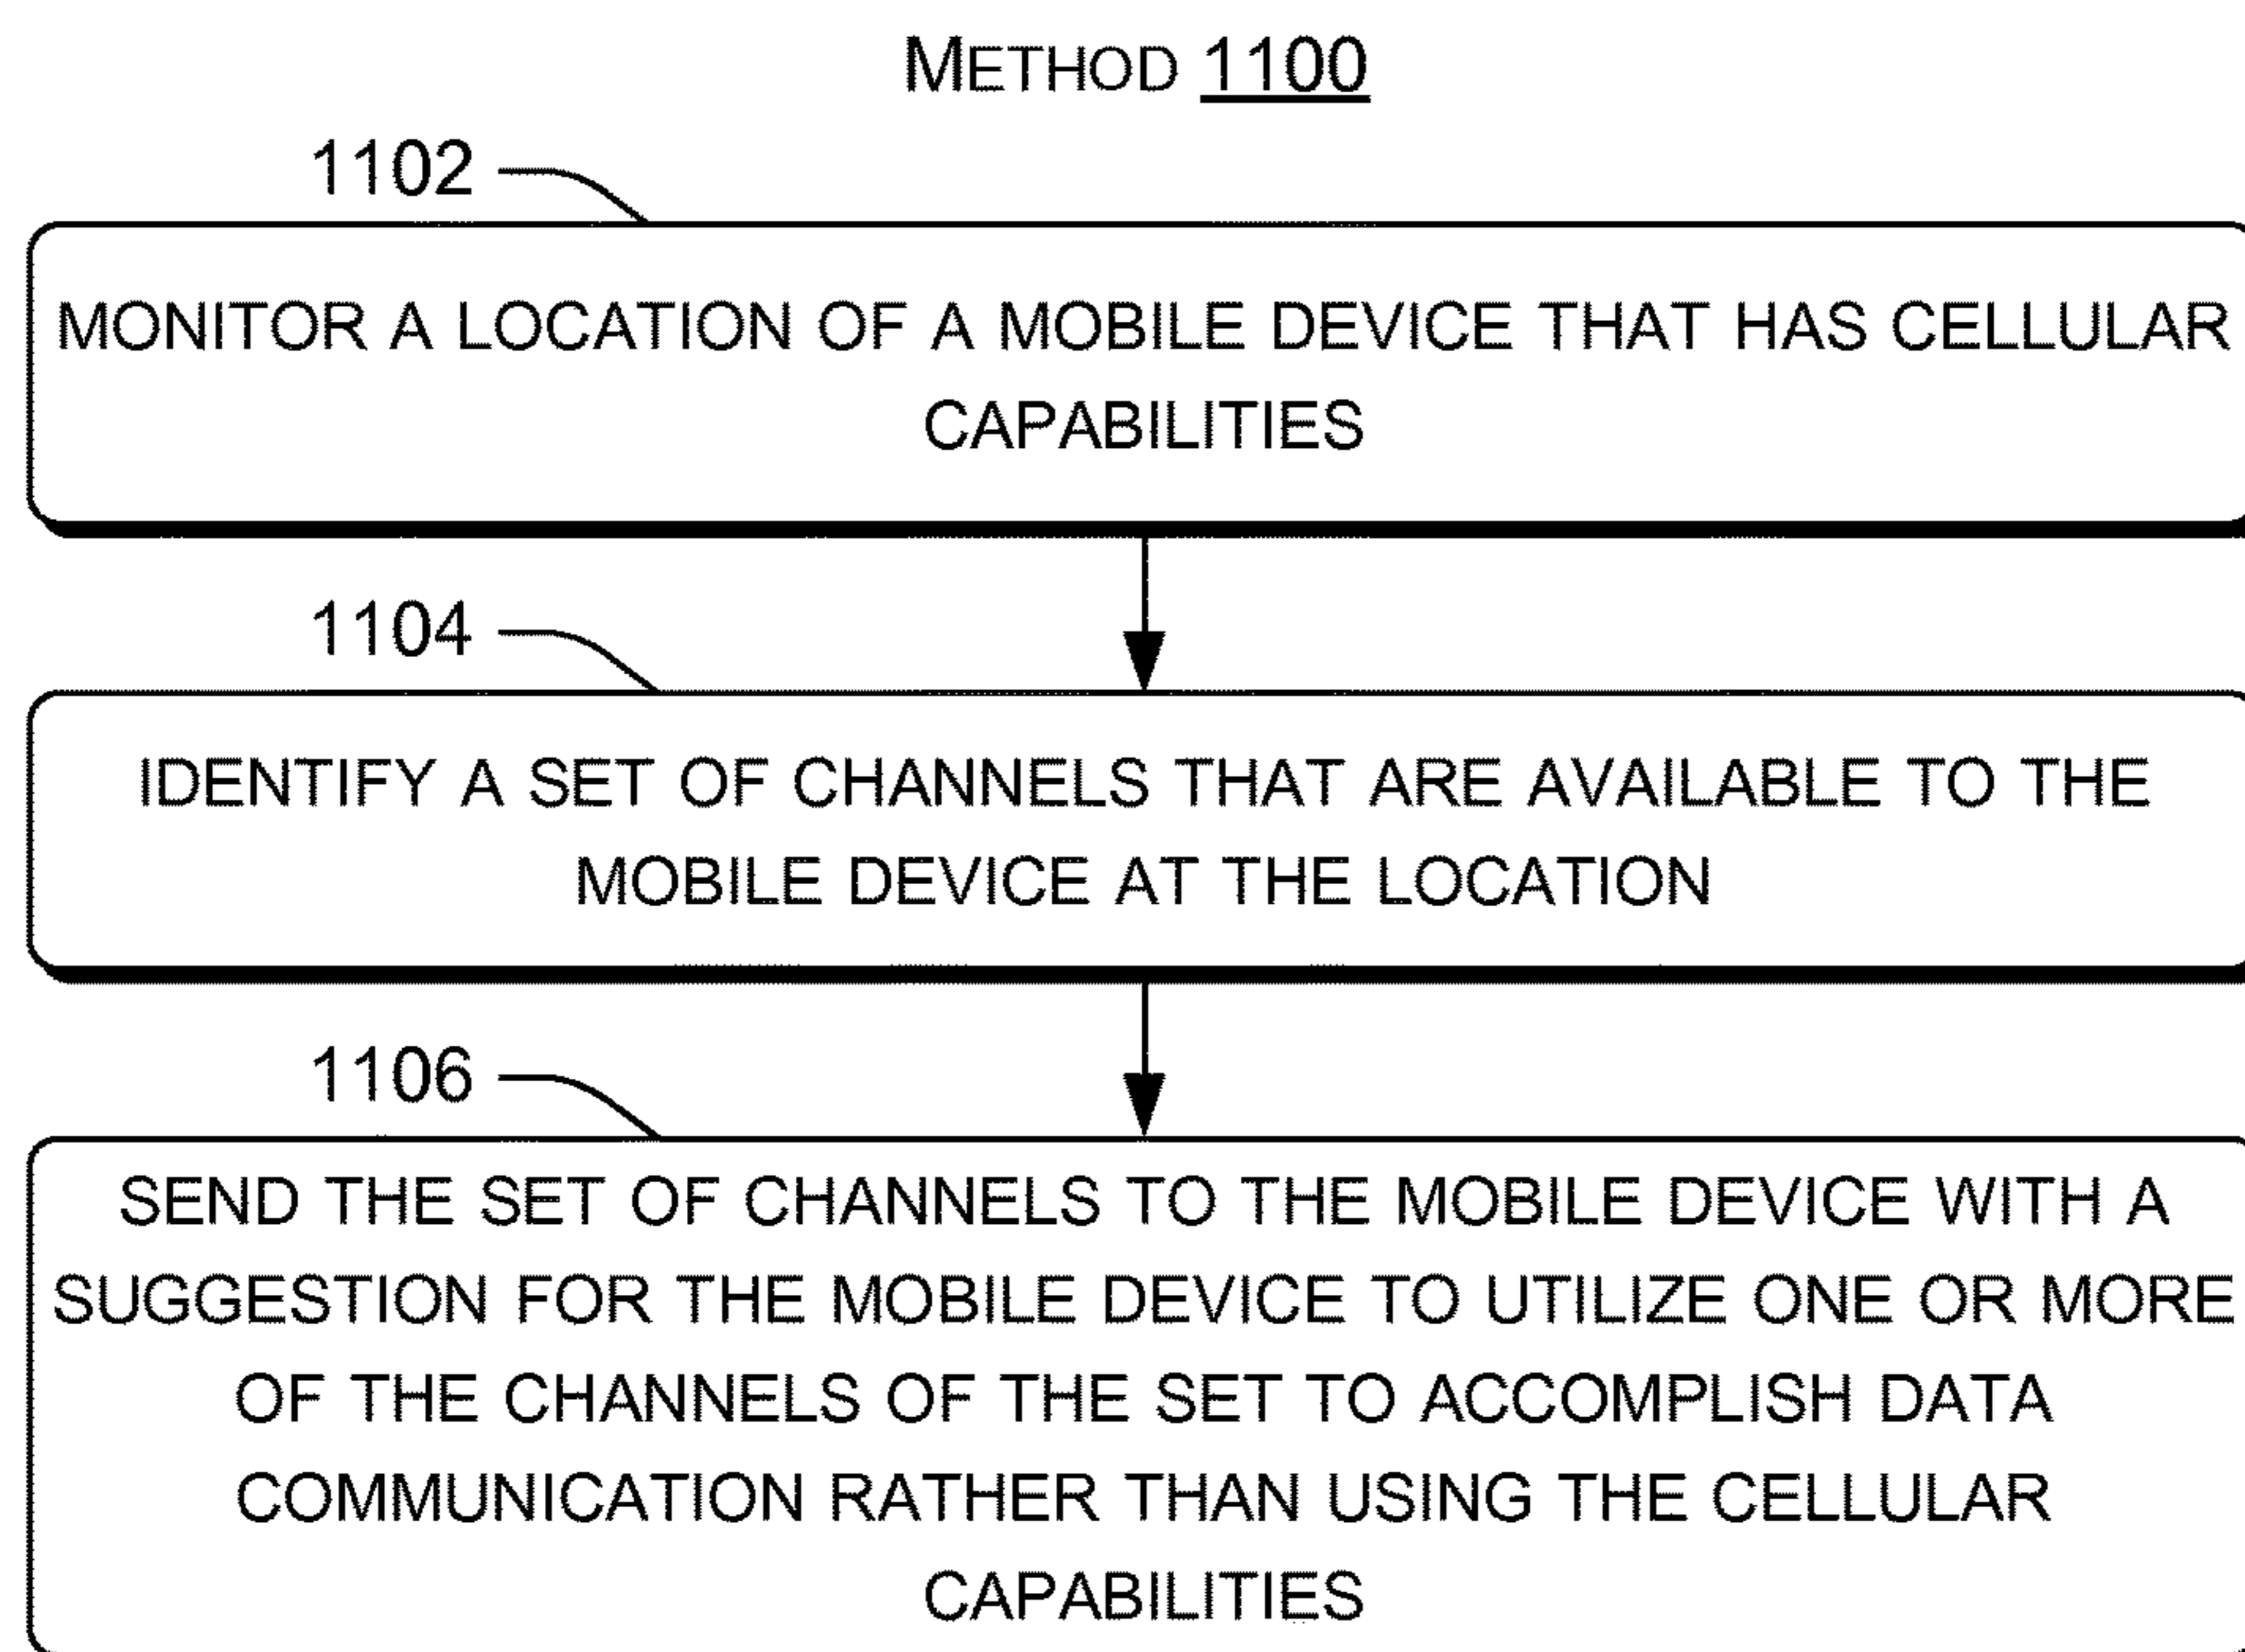 METHOD 1100
1102
MONITOR A LOCATION OF A MOBILE DEVICE THAT HAS CELLULAR
CAPABILITIES
1104
IDENTIFY A SET OF CHANNELS THAT ARE AVAILABLE TO THE
MOBILE DEVICE AT THE LOCATION
1106
SEND THE SET OF CHANNELS TO THE MOBILE DEVICE WITH A
SUGGESTION FOR THE MOBILE DEVICE TO UTILIZE ONE OR MORE
OF THE CHANNELS OF THE SET TO ACCOMPLISH DATA
COMMUNICATION RATHER THAN USING THE CELLULAR
CAPABILITIES